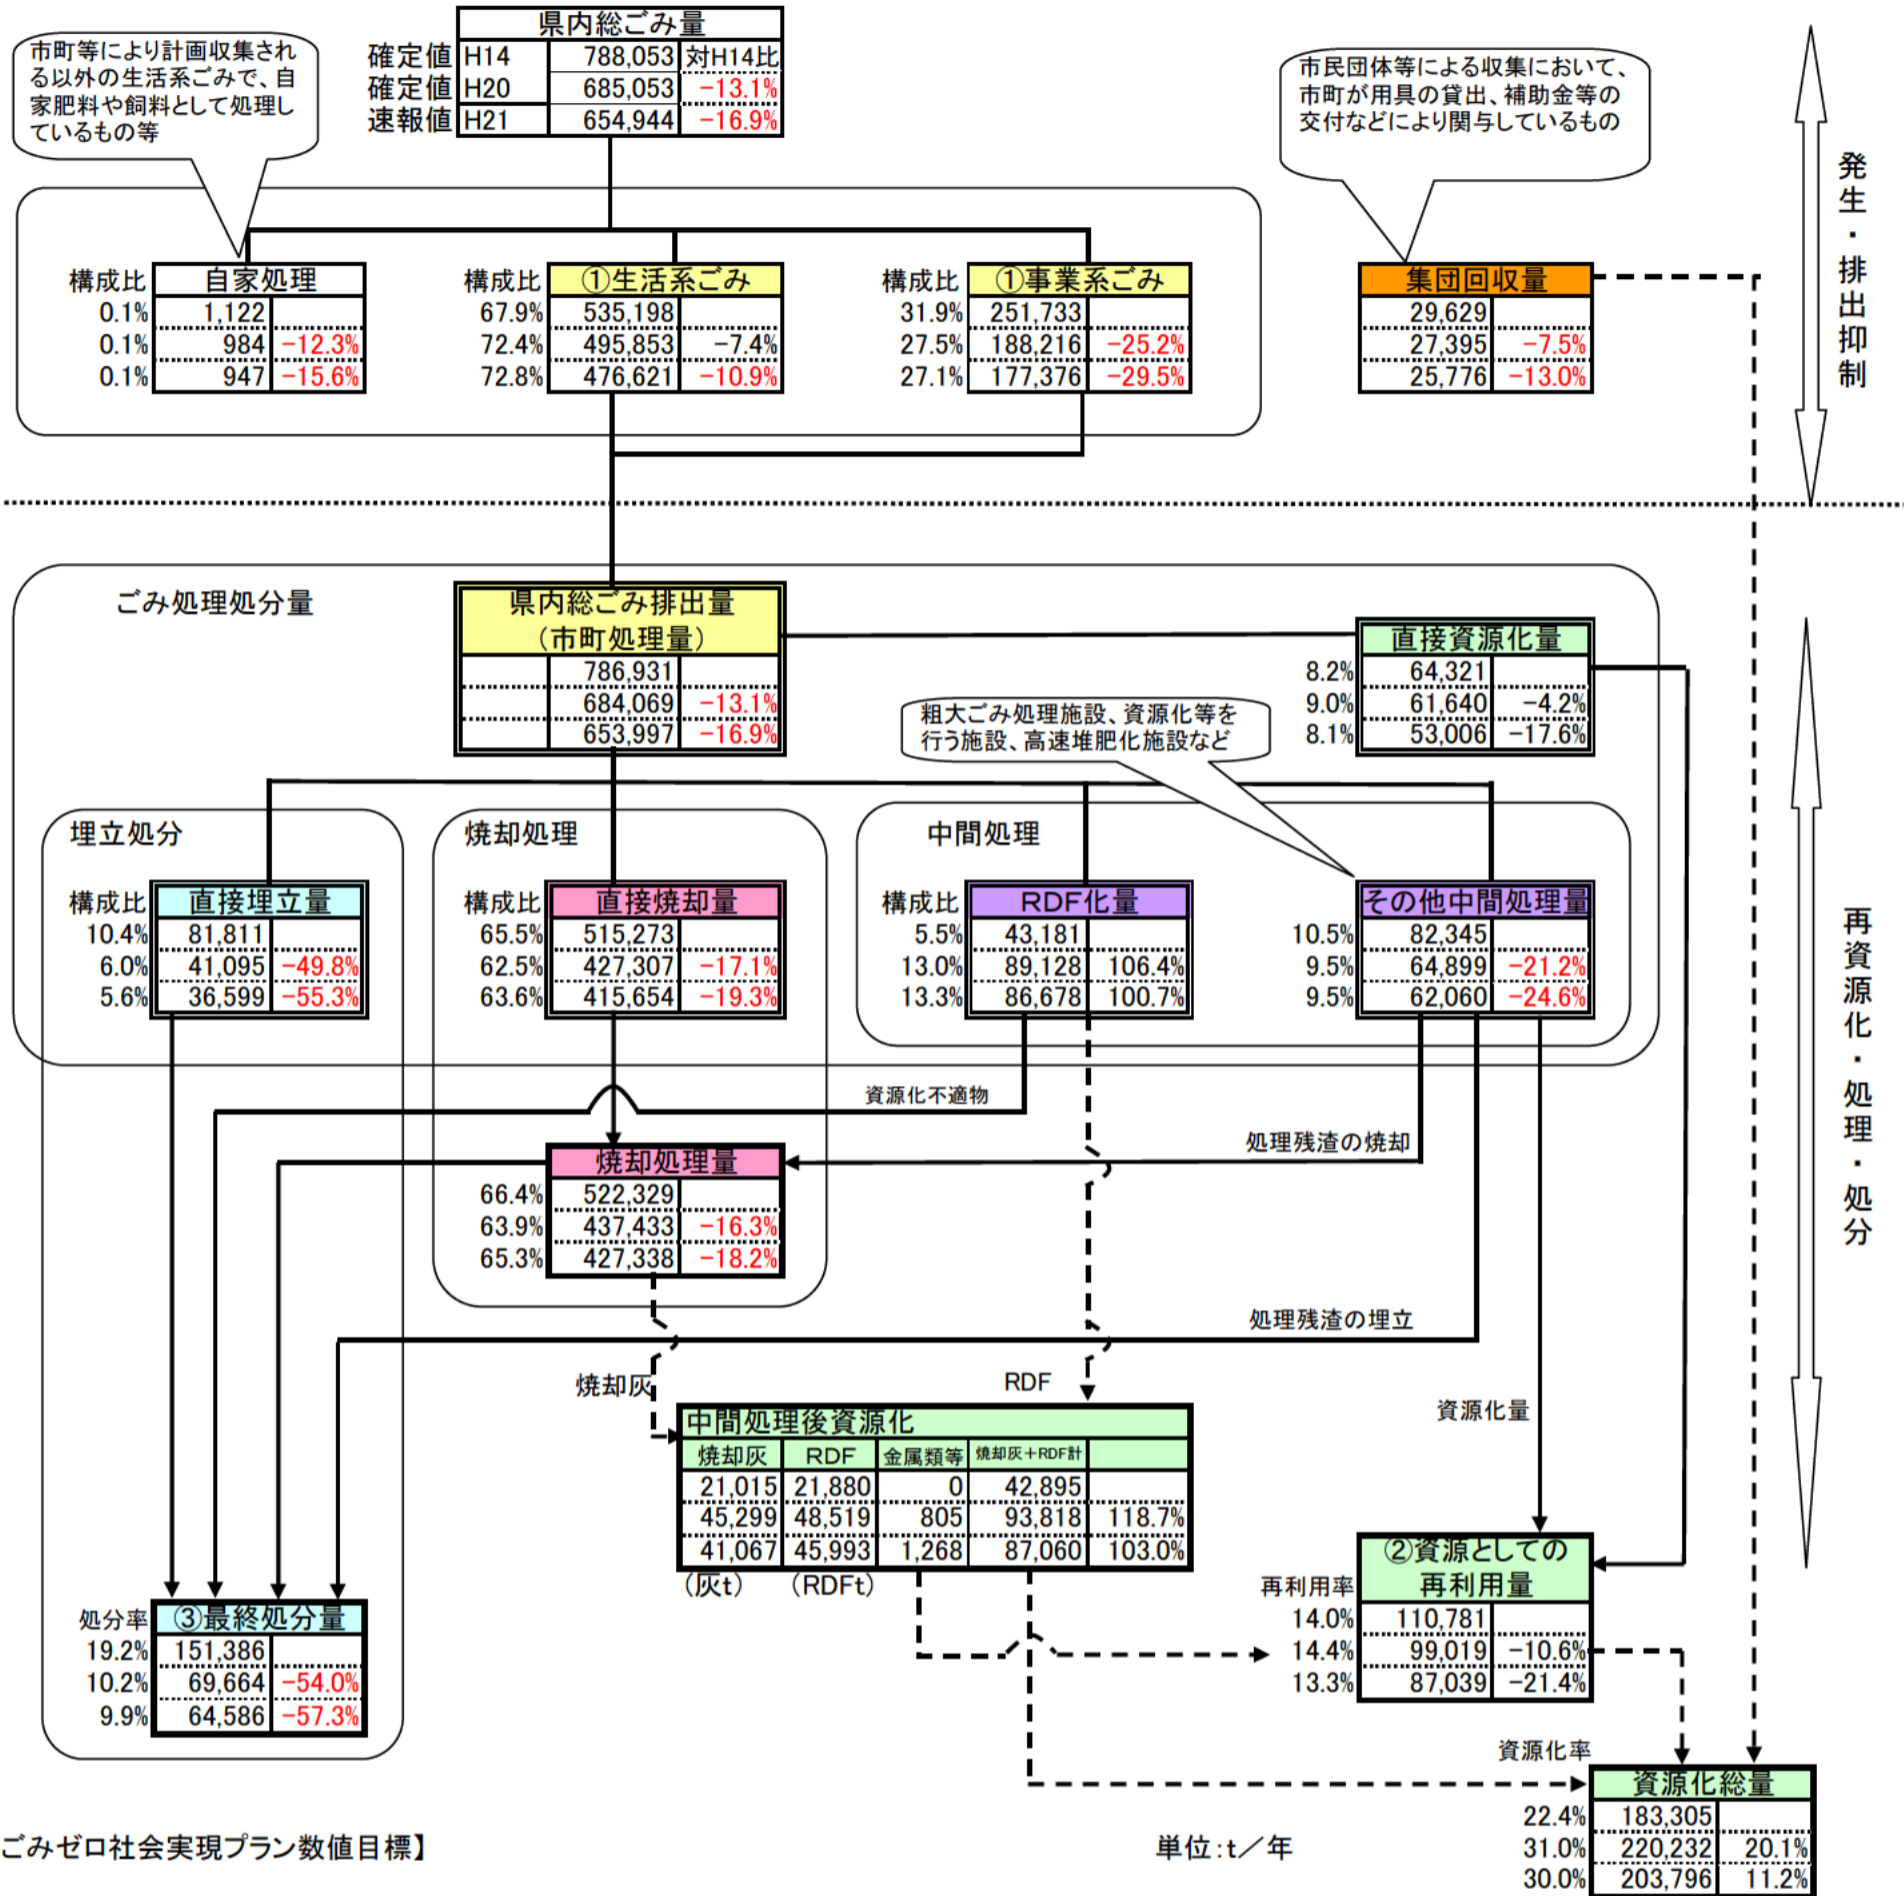 県内総ごみ量
確定値 H14 788,053 対H14比
確定値 H20 685,053 −13.1%
速報値 H21 654,944 −16.9%
市町等により計画収集され
る以外の生活系ごみで、自
家肥料や飼料として処理し
ているもの等
市民団体等による収集において、
市町が用具の貸出、補助金等の
交付などにより関与しているもの
発生・排出抑制
構成比 自家処理
0.1% 1,122
0.1% 984 −12.3%
0.1% 947 −15.6%
構成比 ①生活系ごみ
67.9% 535,198
72.4% 495,853 −7.4%
72.8% 476,621 −10.9%
構成比 ①事業系ごみ
31.9% 251,733
27.5% 188,216 −25.2%
27.1% 177,376 −29.5%
集団回収量
29,629
27,395 −7.5%
25,776 −13.0%
ごみ処理処分量
県内総ごみ排出量
（市町処理量）
786,931
684,069 −13.1%
653,997 −16.9%
直接資源化量
8.2% 64,321
9.0% 61,640 −4.2%
8.1% 53,006 −17.6%
粗大ごみ処理施設、資源化等を
行う施設、高速堆肥化施設など
再資源化・処理・処分
埋立処分
構成比 直接埋立量
10.4% 81,811
6.0% 41,095 −49.8%
5.6% 36,599 −55.3%
焼却処理
構成比 直接焼却量
65.5% 515,273
62.5% 427,307 −17.1%
63.6% 415,654 −19.3%
中間処理
構成比 RDF化量
5.5% 43,181
13.0% 89,128 106.4%
13.3% 86,678 100.7%
その他中間処理量
10.5% 82,345
9.5% 64,899 −21.2%
9.5% 62,060 −24.6%
資源化不適物
処理残渣の焼却
焼却処理量
66.4% 522,329
63.9% 437,433 −16.3%
65.3% 427,338 −18.2%
処理残渣の埋立
焼却灰
RDF
資源化量
中間処理後資源化
焼却灰 RDF 金属類等 焼却灰＋RDF計
21,015 21,880 0 42,895
45,299 48,519 805 93,818 118.7%
41,067 45,993 1,268 87,060 103.0%
（灰t） （RDFt）
②資源としての
再利用率 再利用量
14.0% 110,781
14.4% 99,019 −10.6%
13.3% 87,039 −21.4%
処分率 ③最終処分量
19.2% 151,386
10.2% 69,664 −54.0%
9.9% 64,586 −57.3%
資源化率
資源化総量
22.4% 183,305
31.0% 220,232 20.1%
30.0% 203,796 11.2%
ごみゼロ社会実現プラン数値目標】
単位：t／年